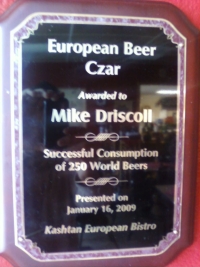 European Beer
Czar
Awarded to
Mike Driscoll
Successful Consumption
of 250 World Beers
Presented on
January 16, 2009
Kashtan European Bistro